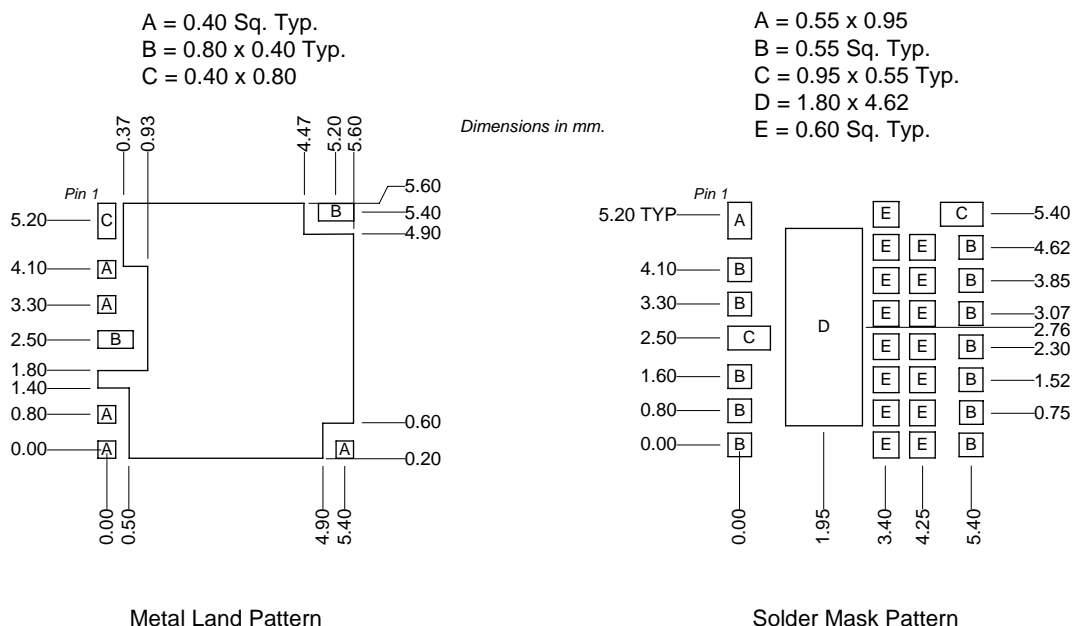 A = 0.40 Sq. Typ.
B = 0.80 x 0.40 Typ.
C = 0.40 x 0.80
0.37
0.93
4.47
5.20
5.60
Dimensions in mm.
Pin 1
5.20
C
B
5.60
5.40
4.90
4.10
A
3.30
A
2.50
B
1.80
1.40
0.80
A
0.60
0.00
A
A
0.20
0.00
0.50
4.90
5.40
Metal Land Pattern
A = 0.55 x 0.95
B = 0.55 Sq. Typ.
C = 0.95 x 0.55 Typ.
D = 1.80 x 4.62
E = 0.60 Sq. Typ.
Pin 1
5.20 TYP
A
E
C
5.40
E
E
B
4.62
4.10
B
E
E
B
3.85
3.30
B
E
E
B
3.07
D
2.76
2.50
C
E
E
B
2.30
1.60
B
E
E
B
1.52
0.80
B
E
E
B
0.75
0.00
B
E
E
B
0.00
1.95
3.40
4.25
5.40
Solder Mask Pattern